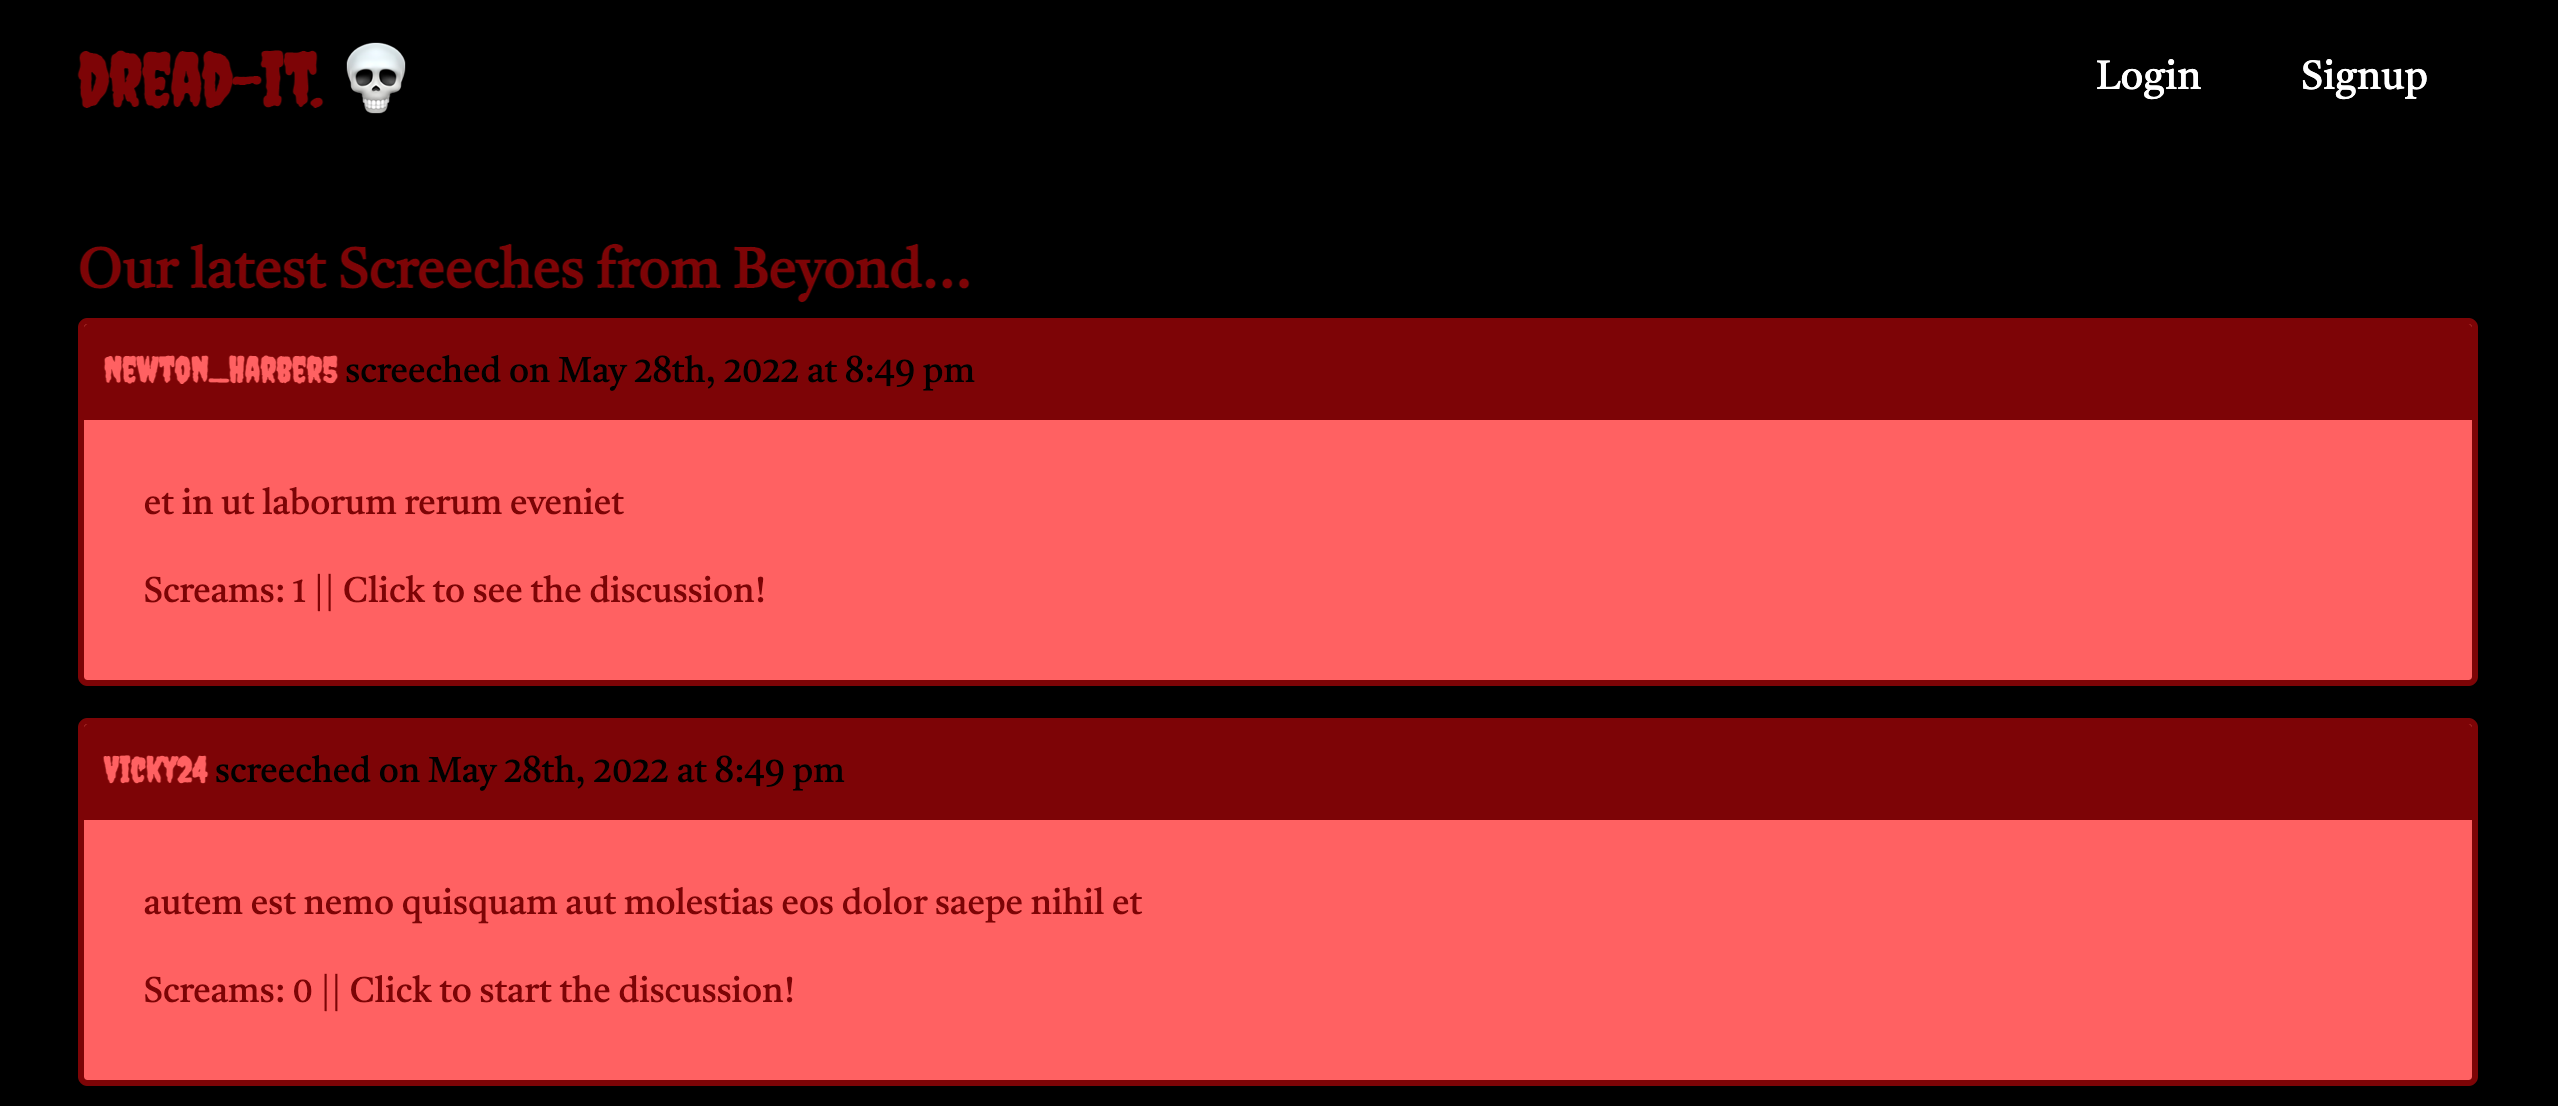 DREAD-IT. 💀
Login
Signup
Our latest Screeches from Beyond...
NEWTON_HARBER5 screeched on May 28th, 2022 at 8:49 pm
et in ut laborum rerum eveniet
Screams: 1 || Click to see the discussion!
VICKY24 screeched on May 28th, 2022 at 8:49 pm
autem est nemo quisquam aut molestias eos dolor saepe nihil et
Screams: 0 || Click to start the discussion!